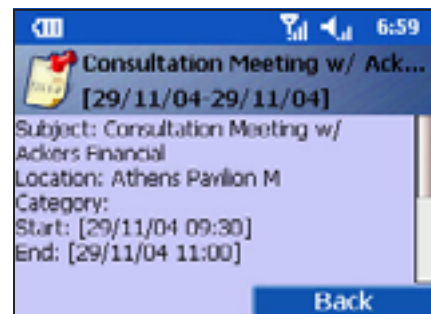 6:59
Consultation Meeting w/ Ack...
[29/11/04-29/11/04]
Subject: Consultation Meeting w/
Ackers Financial
Location: Athens Pavilion M
Category:
Start: [29/11/04 09:30]
End: [29/11/04 11:00]
Back